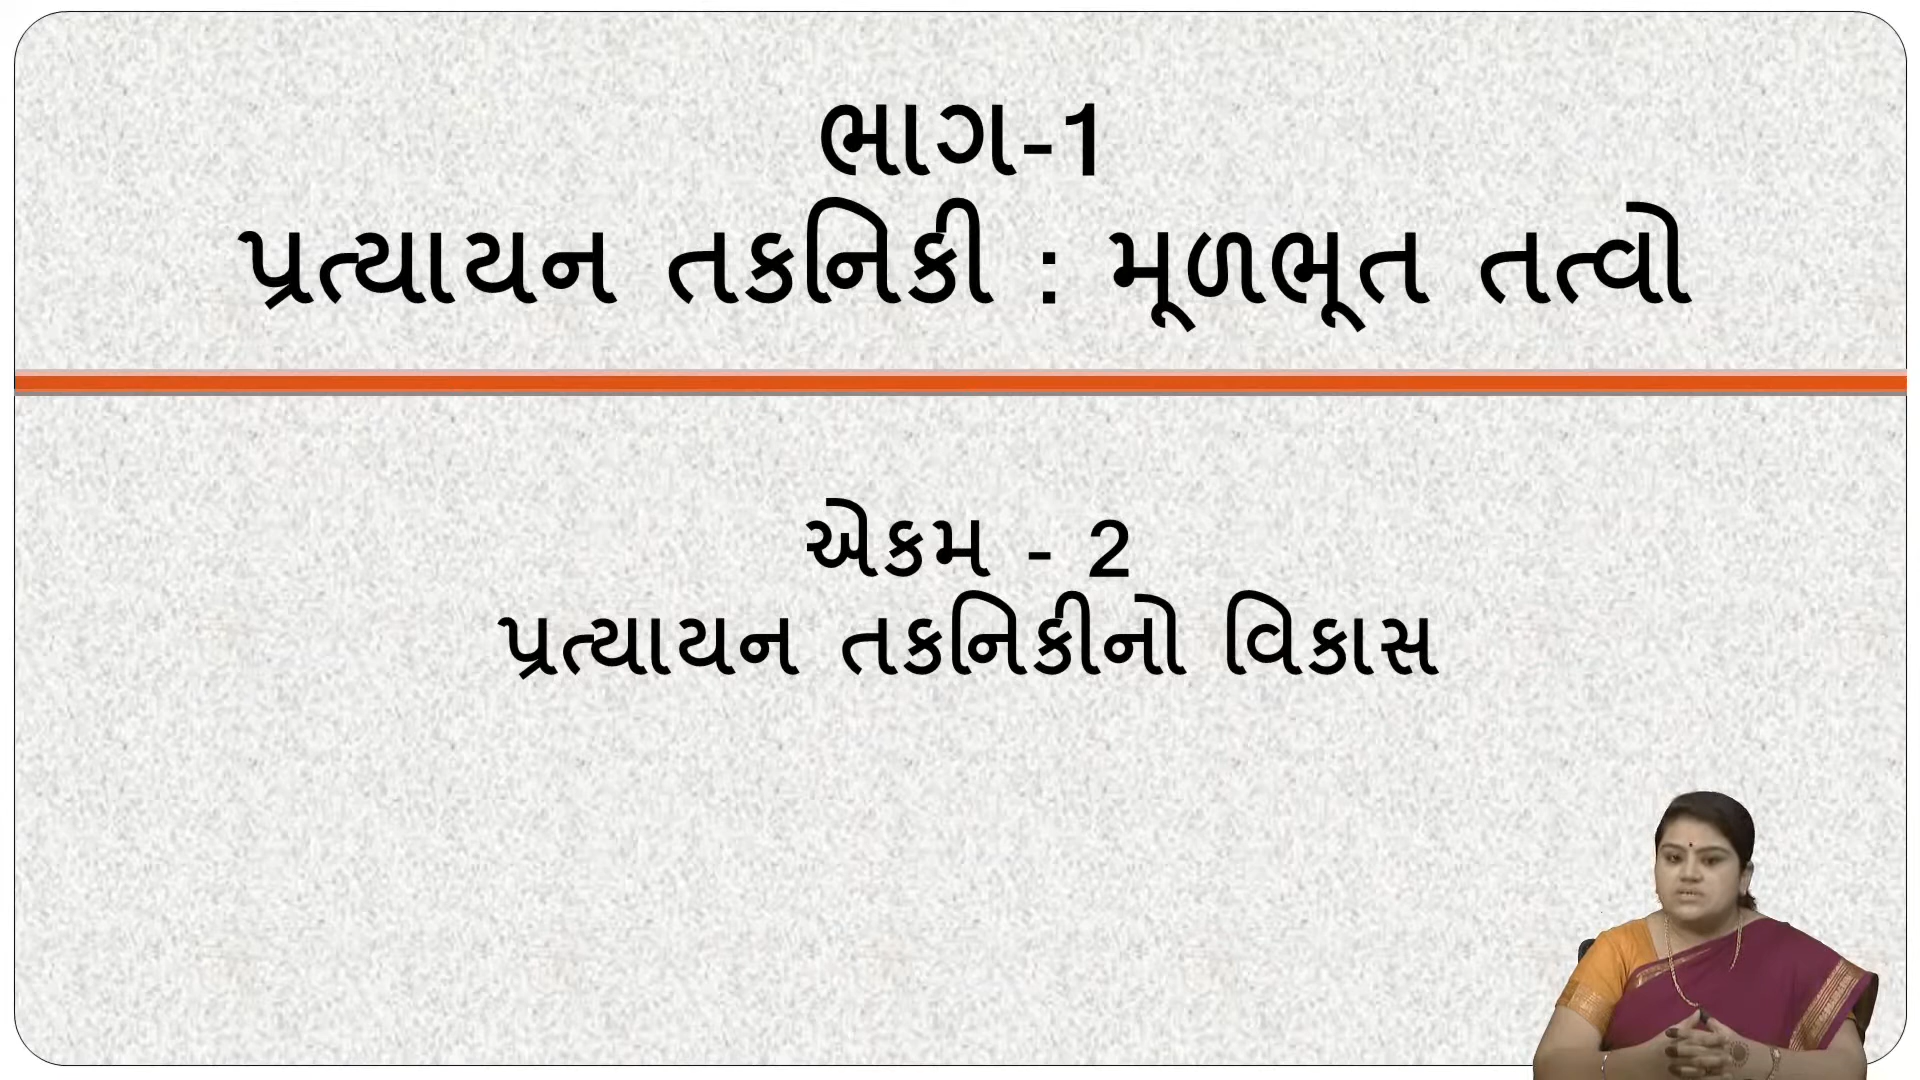 ભાગ-1
પ્રત્યાયન તકનિકી : મૂળભૂત તત્વો
એકમ - 2
પ્રત્યાયન તકનિકીનો વિકાસ